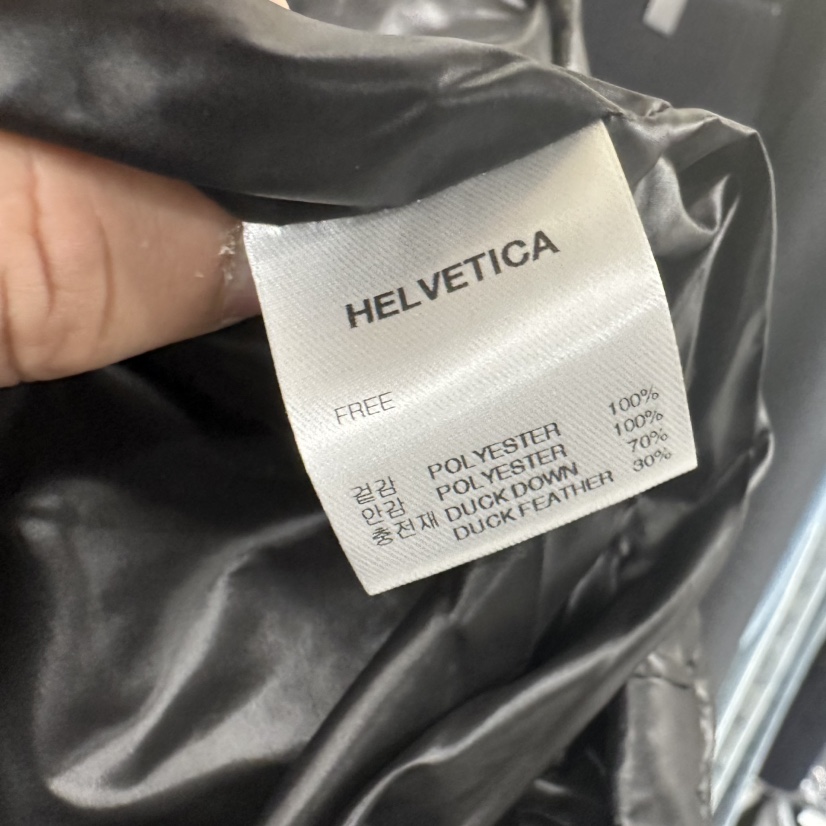 HELVETICA
FREE
겉감 POLYESTER 100%
안감 POLYESTER 100%
충전재 DUCK DOWN 70%
DUCK FEATHER 30%